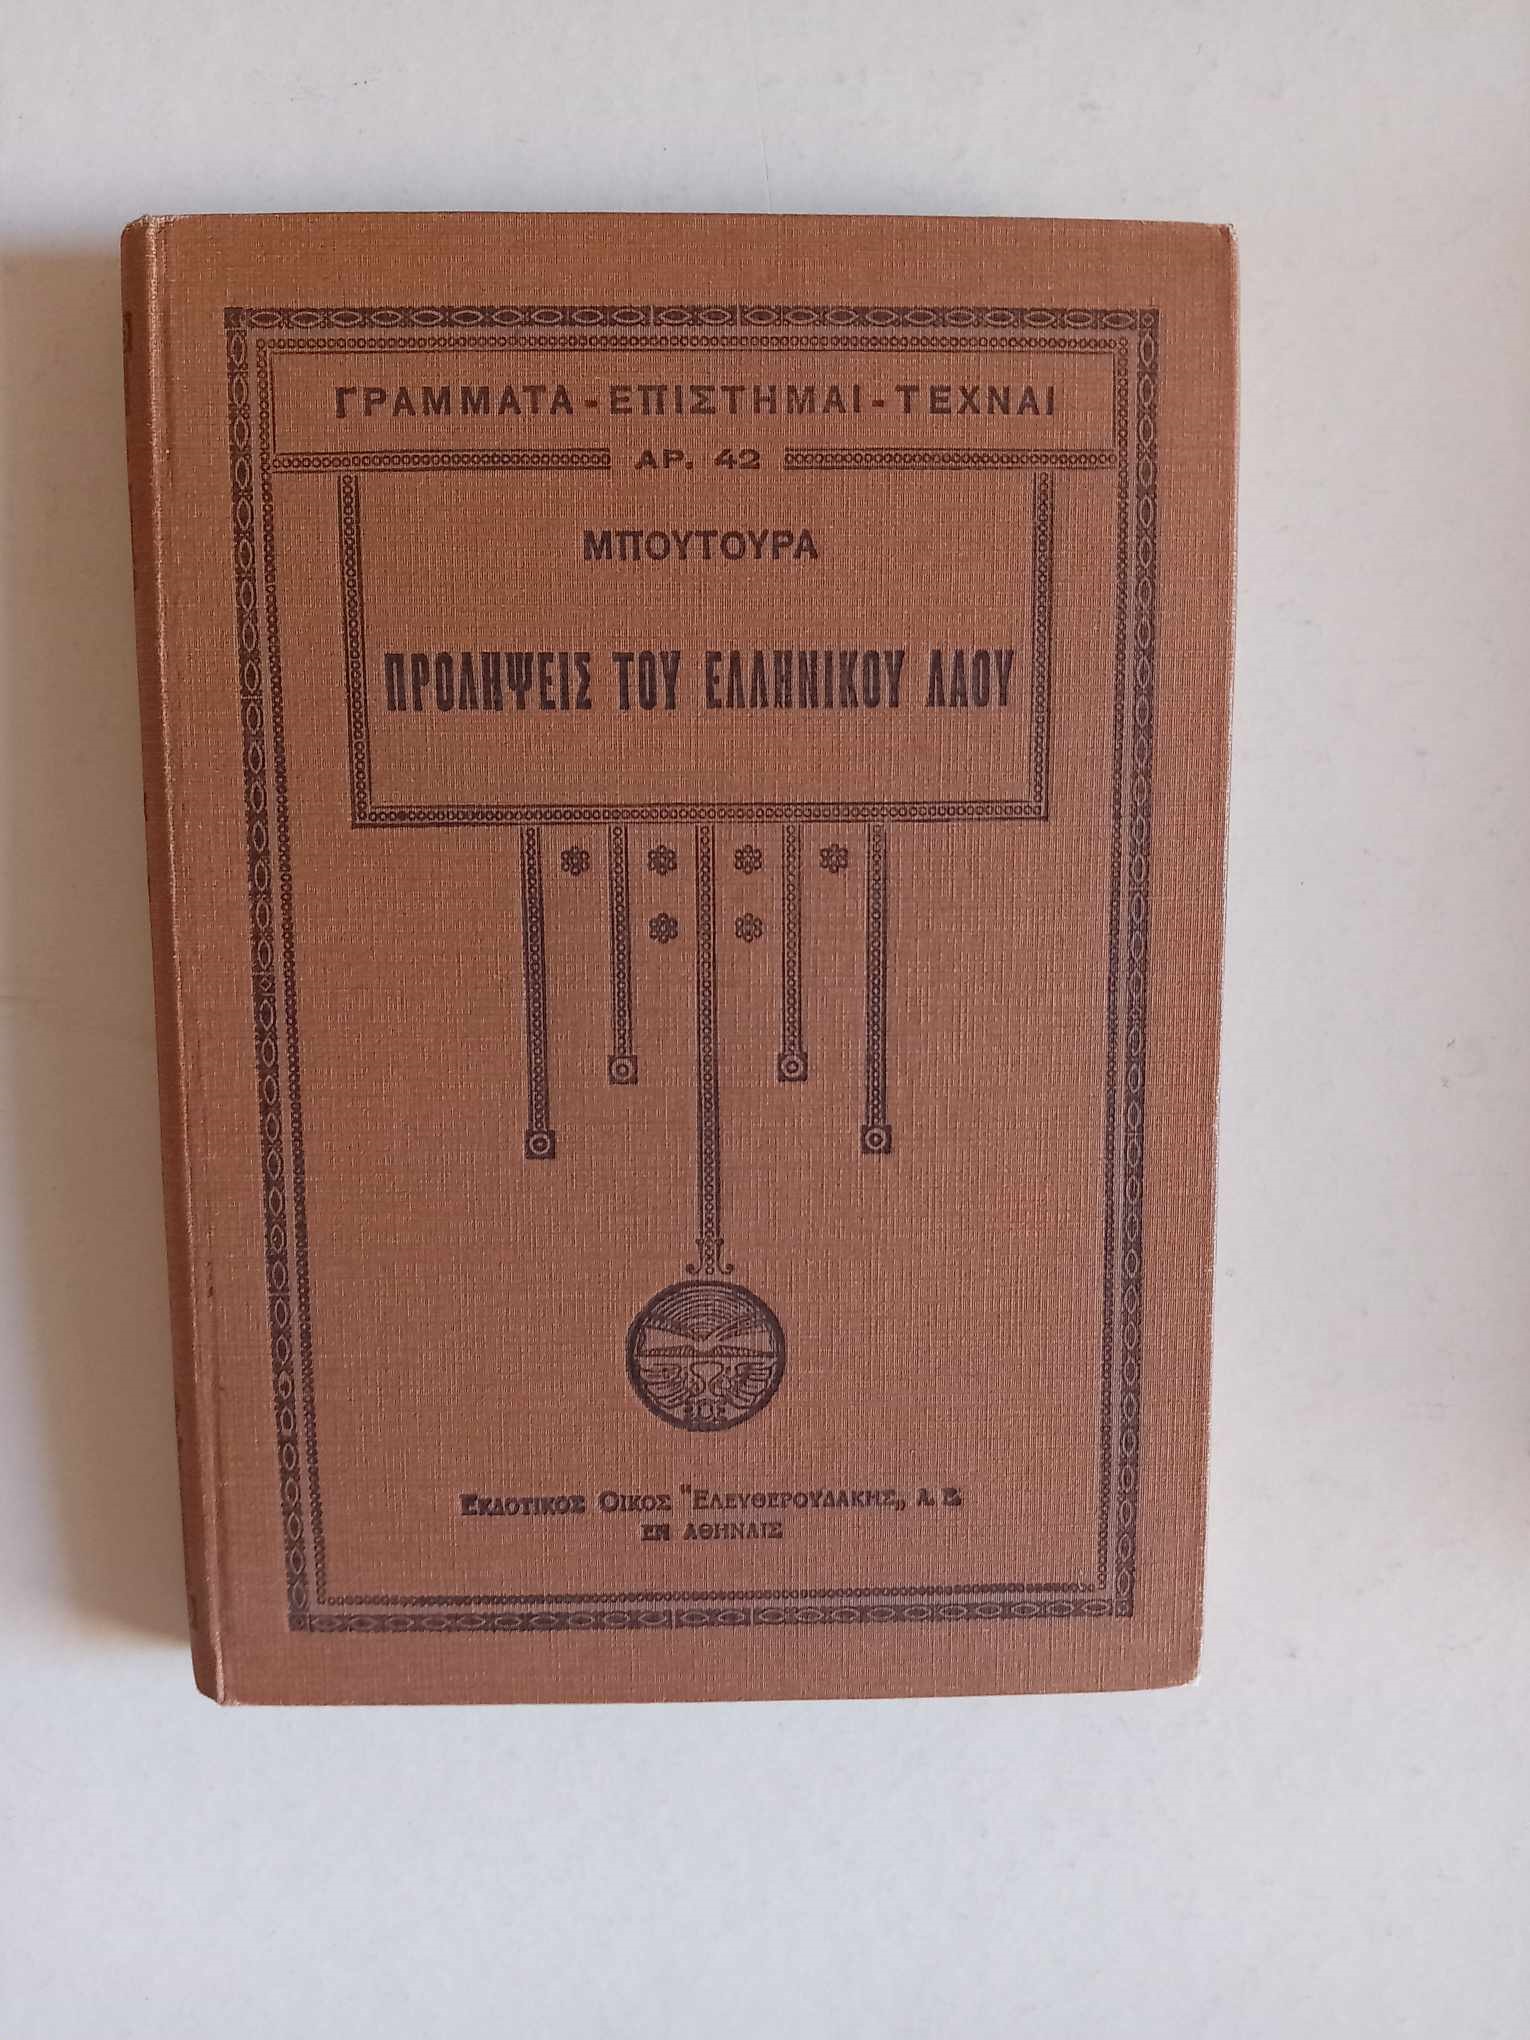 ΓΡΑΜΜΑΤΑ - ΕΠΙΣΤΗΜΑΙ - ΤΕΧΝΑΙ
ΑΡ. 42
ΜΠΟΥΤΟΥΡΑ
ΠΡΟΛΗΨΕΙΣ ΤΟΥ ΕΛΛΗΝΙΚΟΥ ΛΑΟΥ
ΕΚΔΟΤΙΚΟΣ ΟΙΚΟΣ "ΕΛΕΥΘΕΡΟΥΔΑΚΗΣ„ Α. Ε.
ΕΝ ΑΘΗΝΑΙΣ